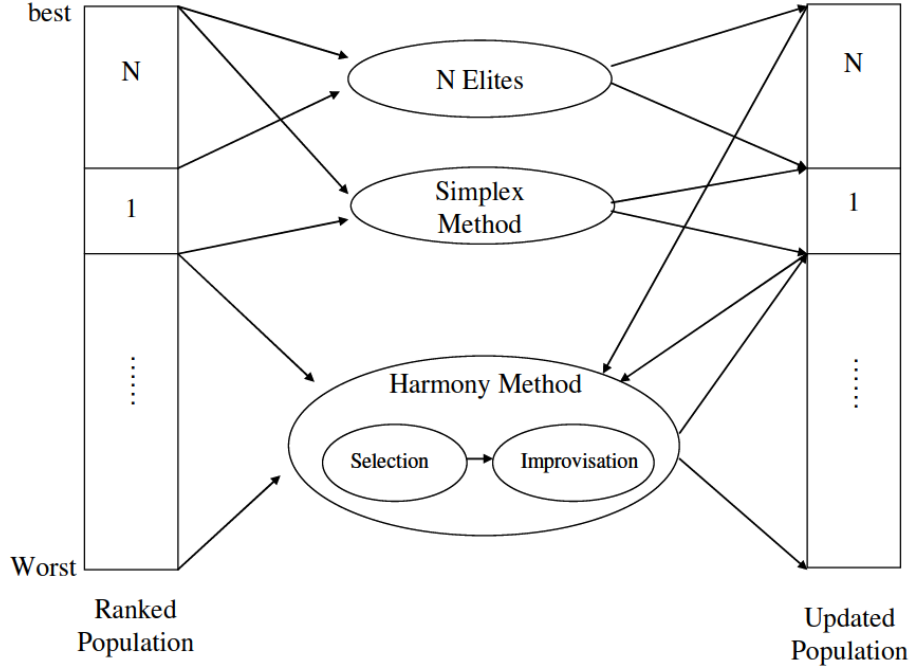 best
N
1
......
Worst
Ranked
Population
N Elites
Simplex
Method
Harmony Method
Selection
Improvisation
N
1
......
Updated
Population